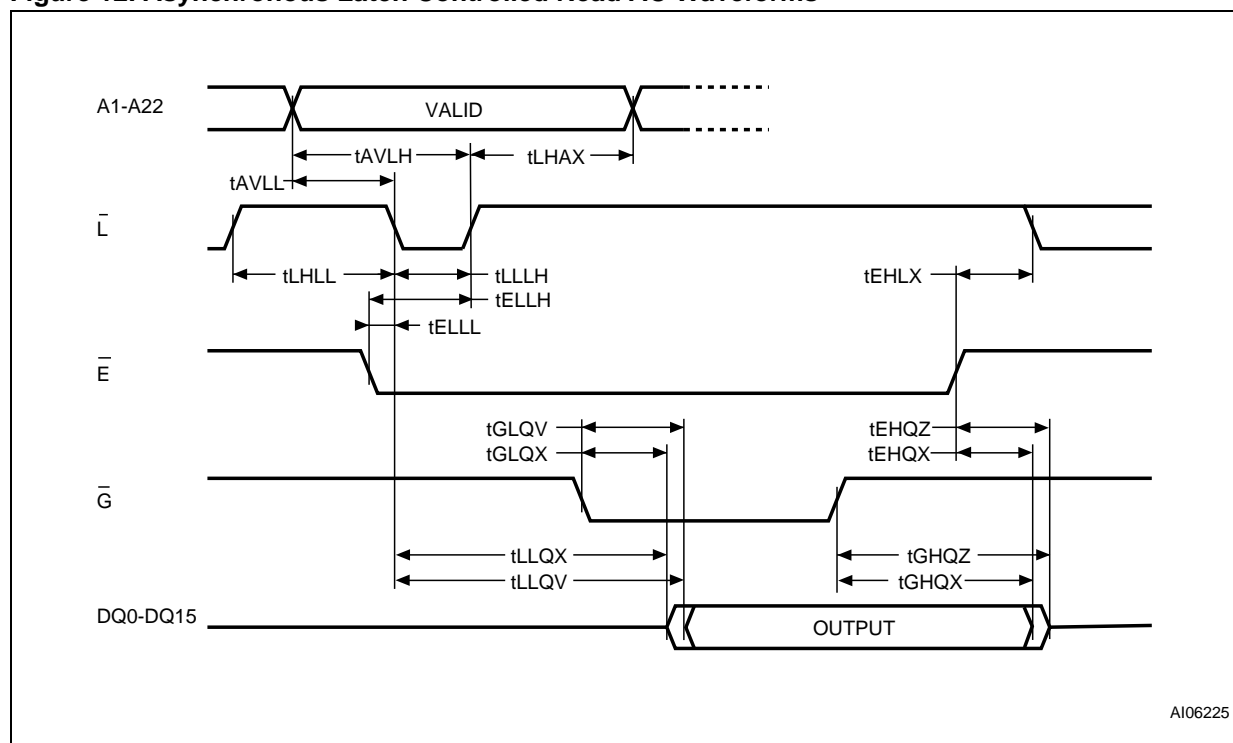 Figure 12. Asynchronous Latch Controlled Read AC Waveforms
A1-A22
VALID
tAVLH
tLHAX
tAVLL
L
tLHLL
tLLLH
tEHLX
tELLH
tELLL
E
tGLQV
tEHQZ
tGLQX
tEHQX
G
tLLQX
tGHQZ
tLLQV
tGHQX
DQ0-DQ15
OUTPUT
AI06225